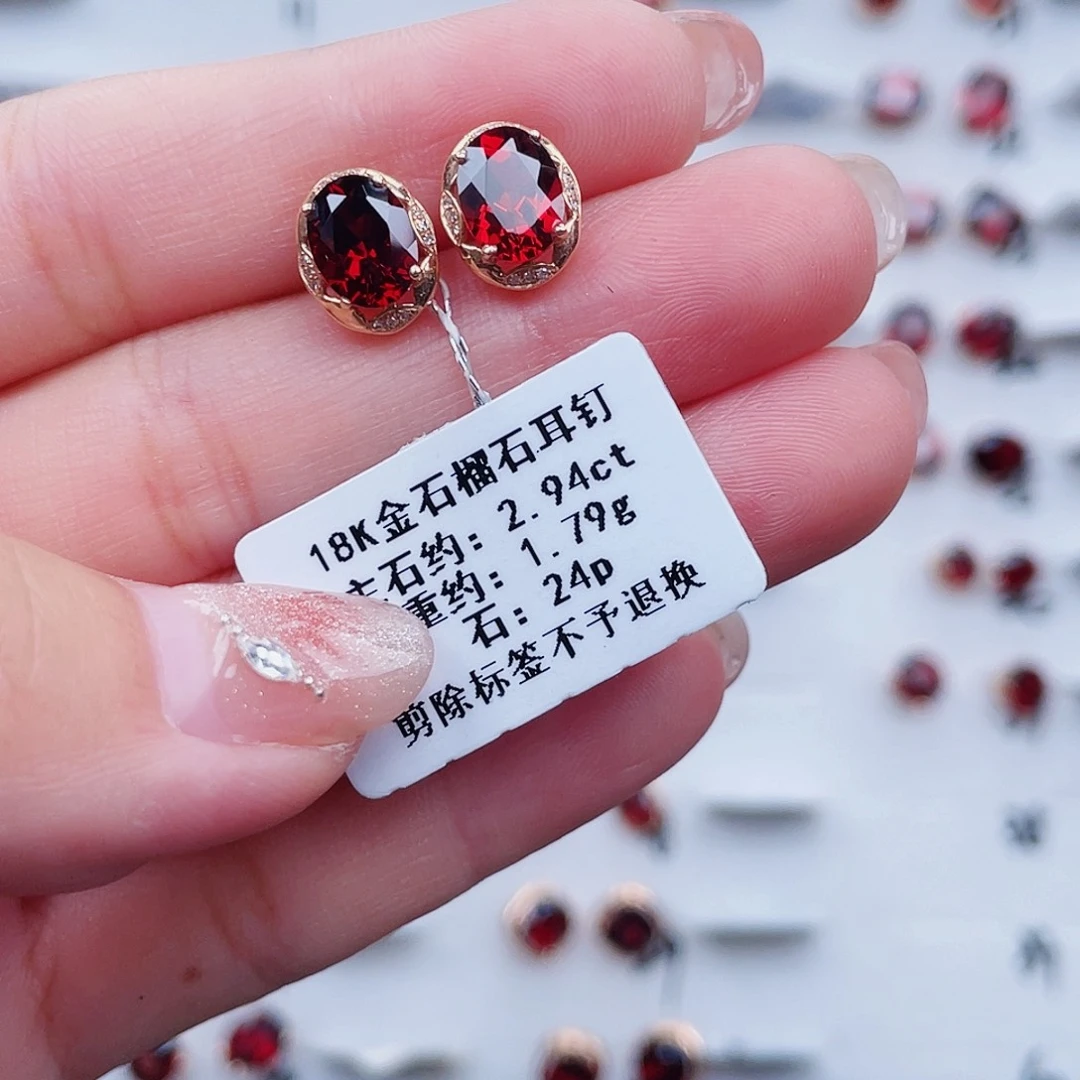 18K金石榴石耳钉
主石约: 2.94ct
重约: 1.79g
石: 24p
剪除标签不予退换